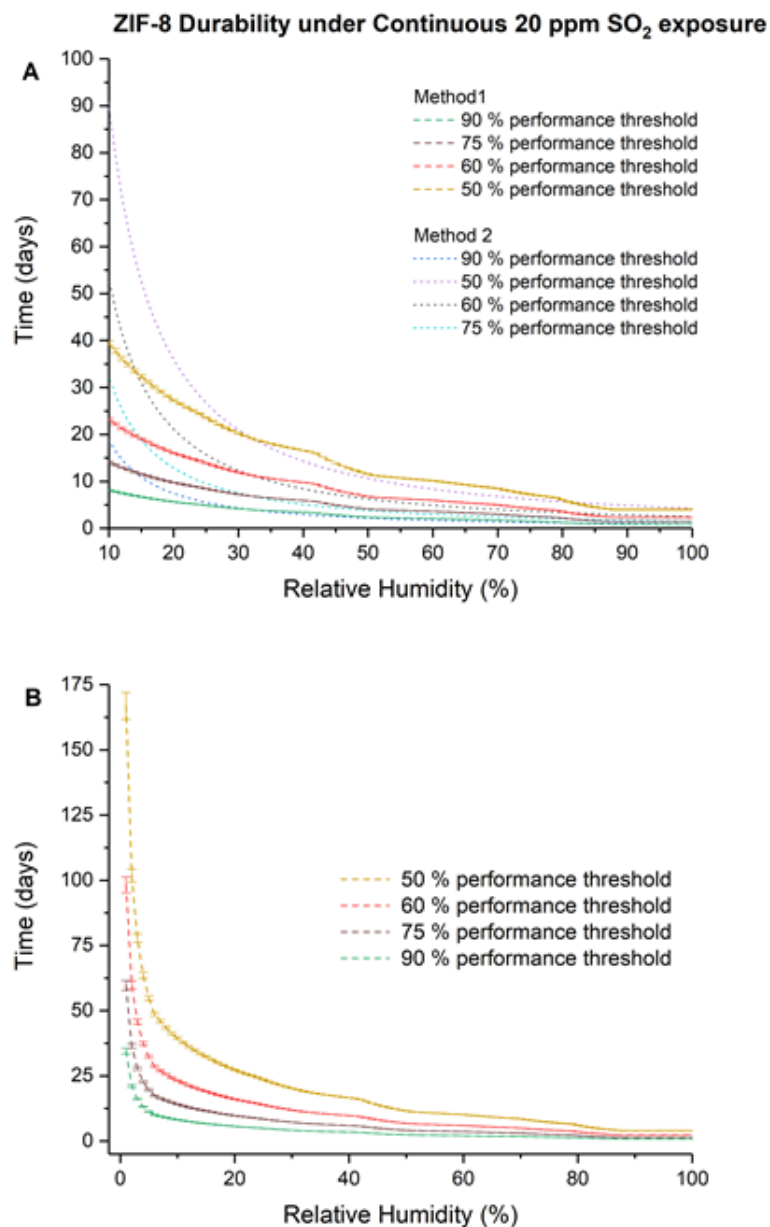 ZIF-8 Durability under Continuous 20 ppm SO₂ exposure
A
100
90
80
70
60
50
40
30
20
10
0
Time (days)
Method1
90 % performance threshold
75 % performance threshold
60 % performance threshold
50 % performance threshold
Method 2
90 % performance threshold
50 % performance threshold
60 % performance threshold
75 % performance threshold
10 20 30 40 50 60 70 80 90 100
Relative Humidity (%)
B
175
150
125
100
75
50
25
0
Time (days)
50 % performance threshold
60 % performance threshold
75 % performance threshold
90 % performance threshold
0 20 40 60 80 100
Relative Humidity (%)